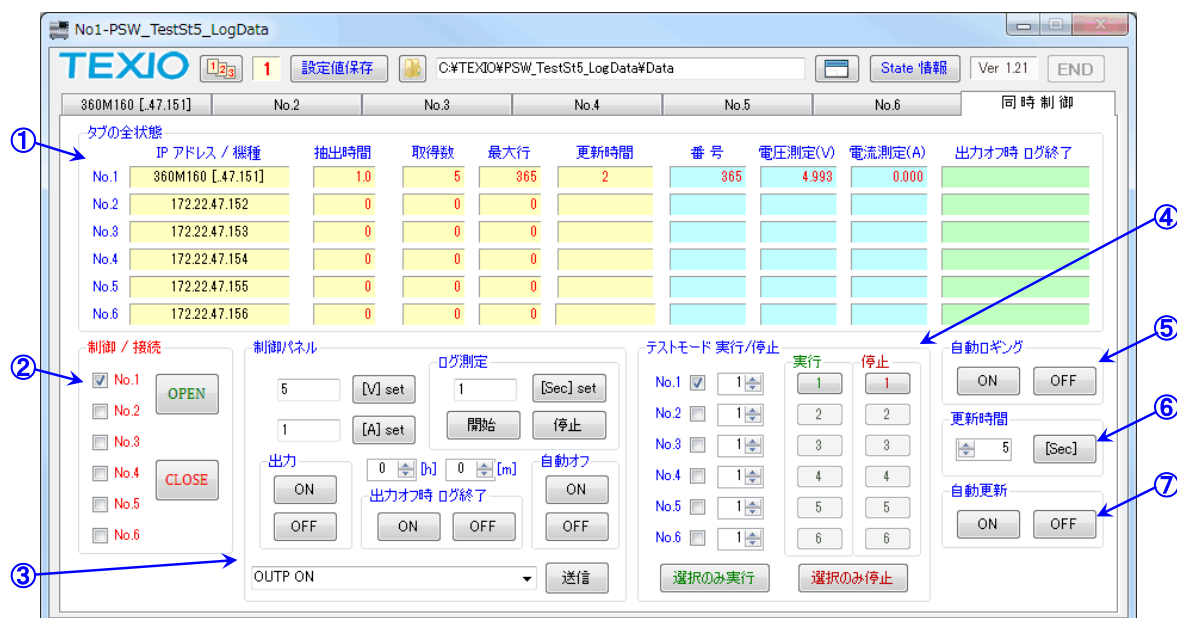 No1-PSW_TestSt5_LogData
TEXIO 123 1 設定値保存 C:¥TEXIO¥PSW_TestSt5_LogData¥Data State 情報 Ver 1.21 END
360M160 [..47.151] No.2 No.3 No.4 No.5 No.6 同時制御
① タブの全状態
IP アドレス / 機種 抽出時間 取得数 最大行 更新時間 番号 電圧測定(V) 電流測定(A) 出力オフ時 ログ終了
No.1 360M160 [..47.151] 1.0 5 365 2 365 4.993 0.000
No.2 172.22.47.152 0 0 0
No.3 172.22.47.153 0 0 0
No.4 172.22.47.154 0 0 0
No.5 172.22.47.155 0 0 0
No.6 172.22.47.156 0 0 0
② 制御 / 接続
No.1
No.2
No.3
No.4
No.5
No.6
OPEN
CLOSE
③ 制御パネル
5 [V] set
1 [A] set
ログ測定
1 [Sec] set
開始 停止
出力
ON
OFF
0 [h] 0 [m]
出力オフ時 ログ終了
ON OFF
自動オフ
ON
OFF
OUTP ON 送信
④ テストモード 実行/停止
実行 停止
No.1 1 1 1
No.2 1 2 2
No.3 1 3 3
No.4 1 4 4
No.5 1 5 5
No.6 1 6 6
選択のみ実行 選択のみ停止
⑤ 自動ロギング
ON OFF
⑥ 更新時間
5 [Sec]
⑦ 自動更新
ON OFF